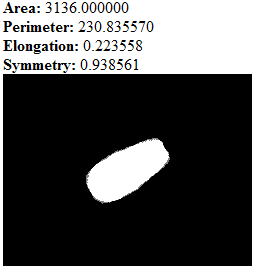 Area: 3136.000000
Perimeter: 230.835570
Elongation: 0.223558
Symmetry: 0.938561